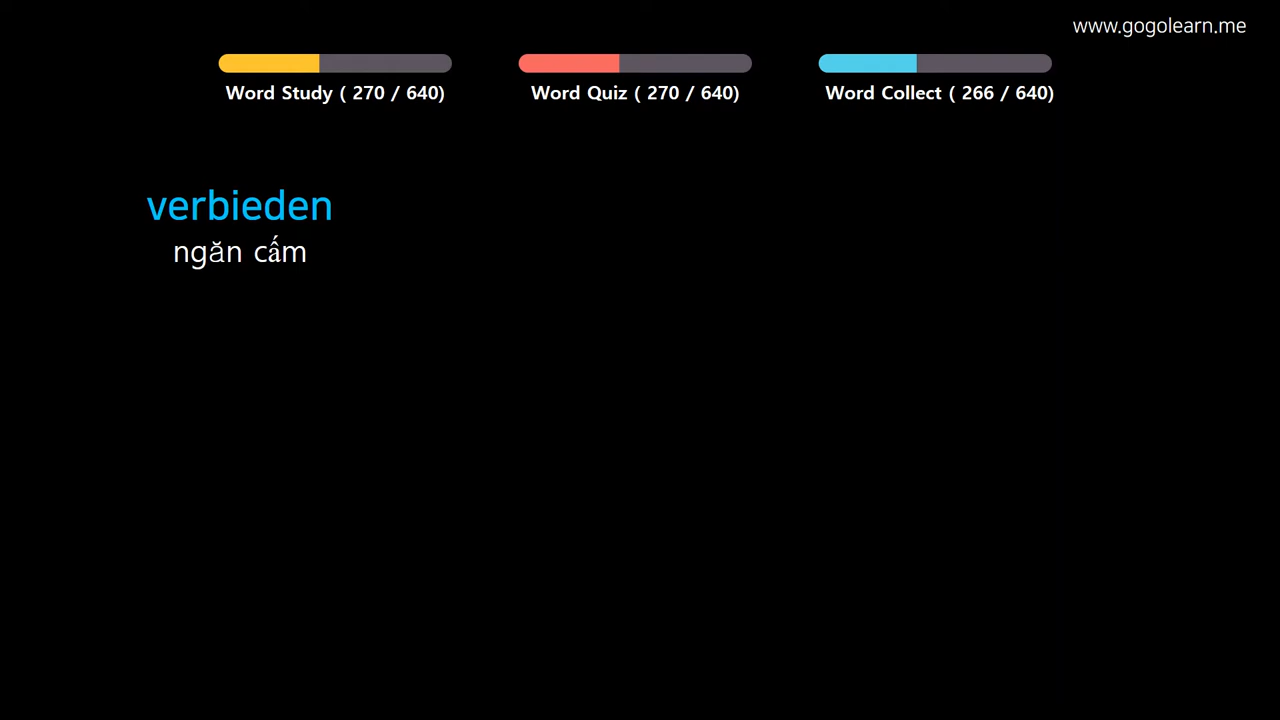 www.gogolearn.me
Word Study ( 270 / 640)
Word Quiz ( 270 / 640)
Word Collect ( 266 / 640)
verbieden
ngăn cấm